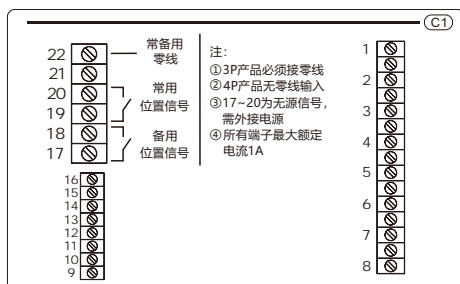 C1
22
常备用
零线
21
20
常用
位置信号
19
18
备用
位置信号
17
16
15
14
13
12
11
10
9
注：
①3P产品必须接零线
②4P产品无零线输入
③17~20为无源信号，
需外接电源
④所有端子最大额定
电流1A
1
2
3
4
5
6
7
8